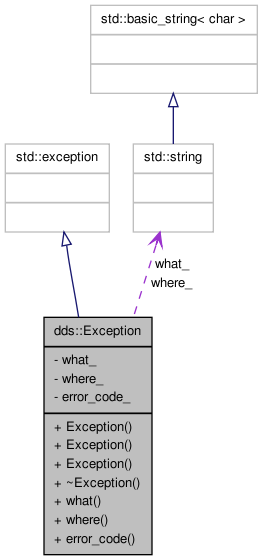 std::basic_string< char >
std::exception
std::string
what_
where_
dds::Exception
- what_
- where_
- error_code_
+ Exception()
+ Exception()
+ Exception()
+ ~Exception()
+ what()
+ where()
+ error_code()